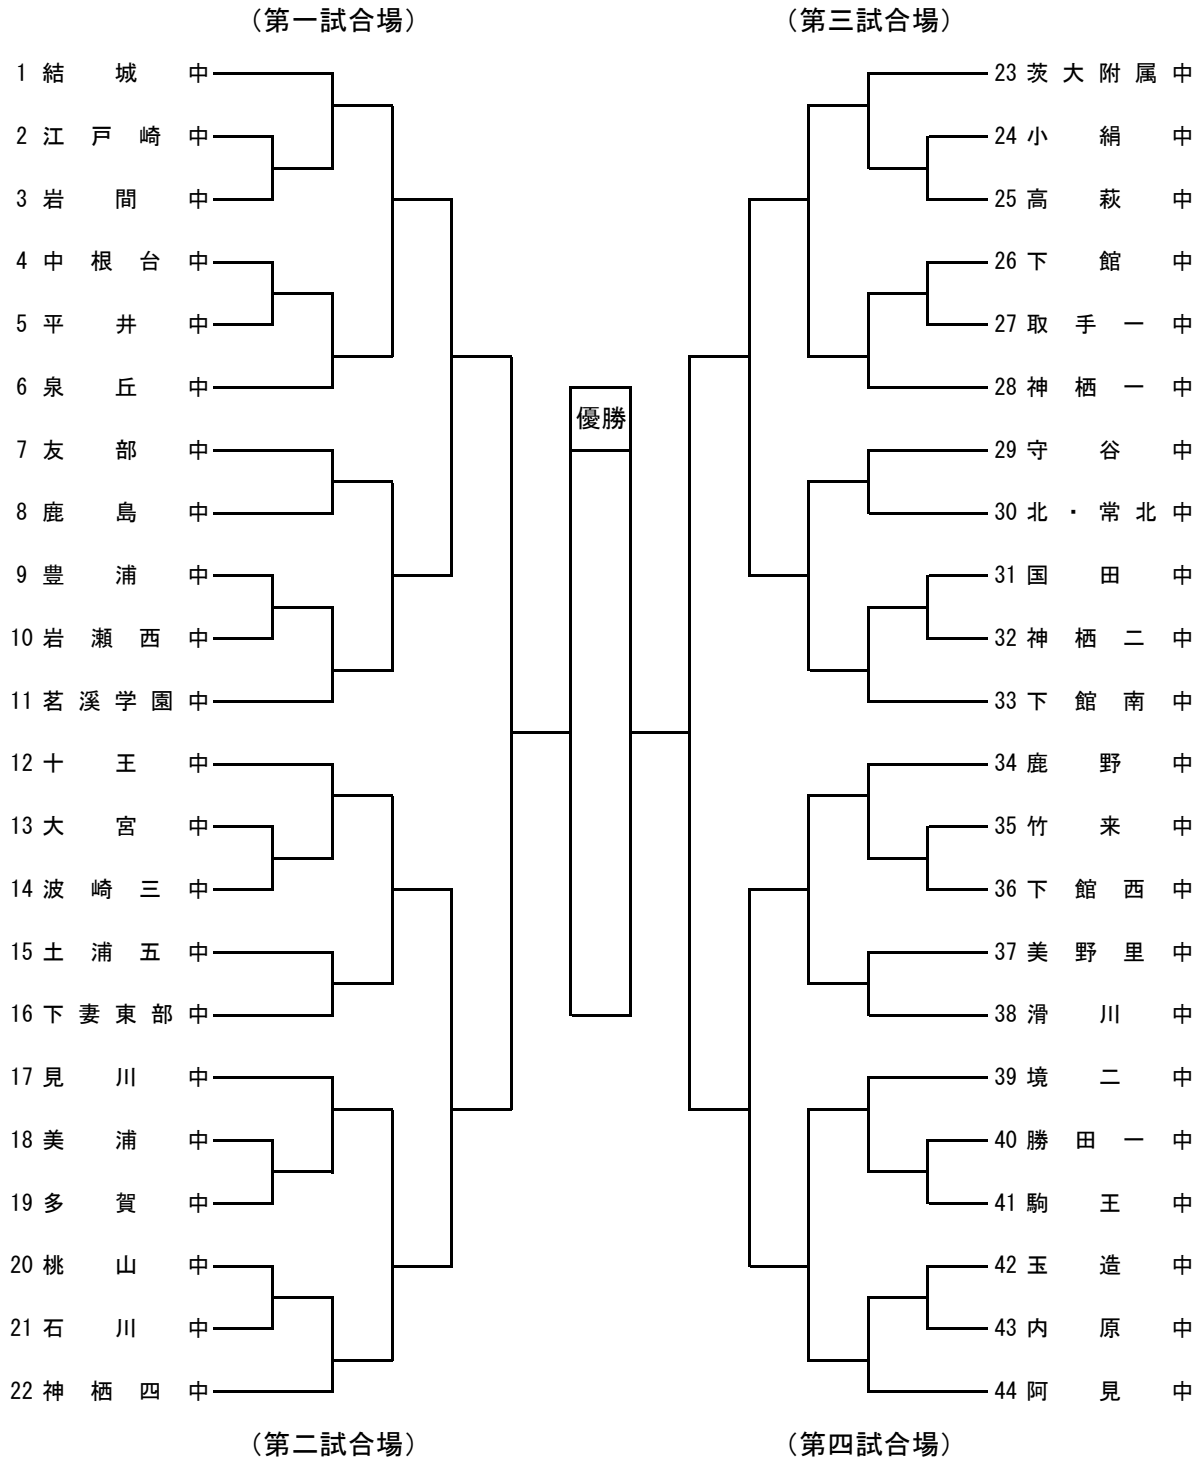 （第一試合場）
1 結城中
2 江戸崎中
3 岩間中
4 中根台中
5 平井中
6 泉丘中
7 友部中
8 鹿島中
9 豊浦中
10 岩瀬西中
11 茗溪学園中
12 十王中
13 大宮中
14 波崎三中
15 土浦五中
16 下妻東部中
17 見川中
18 美浦中
19 多賀中
20 桃山中
21 石川中
22 神栖四中
（第二試合場）
優勝
（第三試合場）
23 茨大附属中
24 小絹中
25 高萩中
26 下館中
27 取手一中
28 神栖一中
29 守谷中
30 北・常北中
31 国田中
32 神栖二中
33 下館南中
34 鹿野中
35 竹来中
36 下館西中
37 美野里中
38 滑川中
39 境二中
40 勝田一中
41 駒王中
42 玉造中
43 内原中
44 阿見中
（第四試合場）